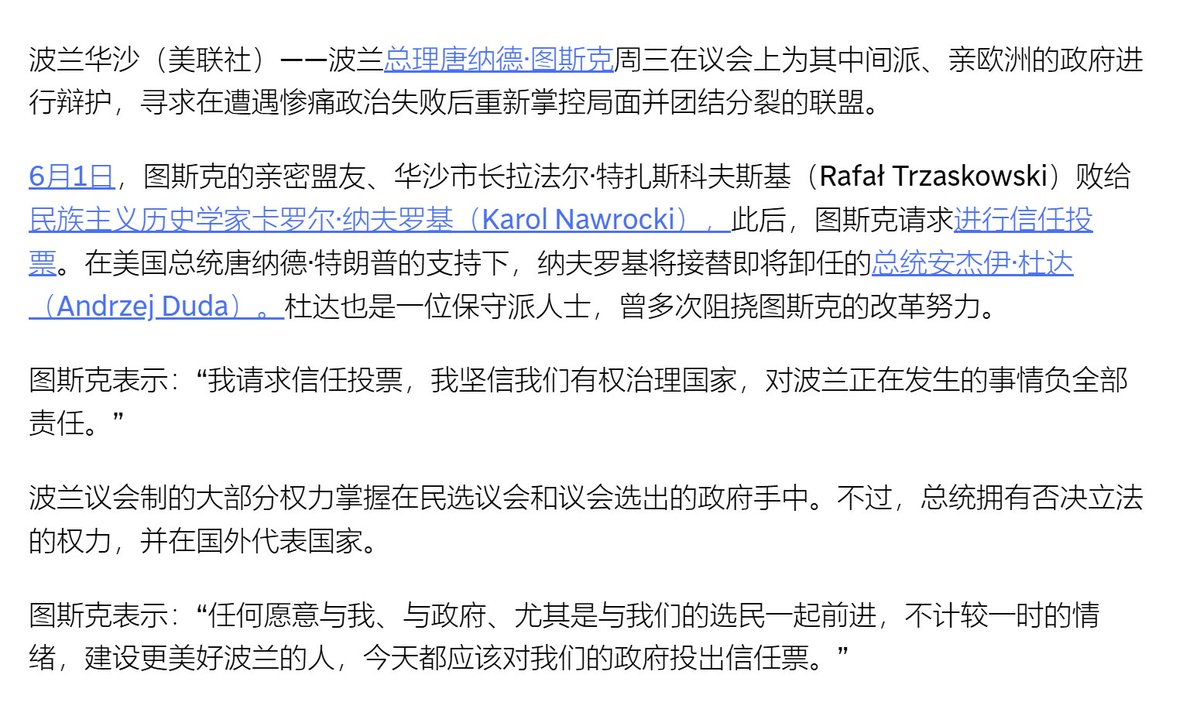 波兰华沙（美联社）——波兰总理唐纳德·图斯克周三在议会上为其中间派、亲欧洲的政府进
行辩护，寻求在遭遇惨痛政治失败后重新掌控局面并团结分裂的联盟。
6月1日，图斯克的亲密盟友、华沙市长拉法尔·特扎斯科夫斯基（Rafał Trzaskowski）败给
民族主义历史学家卡罗尔·纳夫罗基（Karol Nawrocki），此后，图斯克请求进行信任投
票。在美国总统唐纳德·特朗普的支持下，纳夫罗基将接替即将卸任的总统安杰伊·杜达
（Andrzej Duda）。杜达也是一位保守派人士，曾多次阻挠图斯克的改革努力。
图斯克表示：“我请求信任投票，我坚信我们有权治理国家，对波兰正在发生的事情负全部
责任。”
波兰议会制的大部分权力掌握在民选议会和议会选出的政府手中。不过，总统拥有否决立法
的权力，并在国外代表国家。
图斯克表示：“任何愿意与我、与政府、尤其是与我们的选民一起前进，不计较一时的情
绪，建设更美好波兰的人，今天都应该对我们的政府投出信任票。”